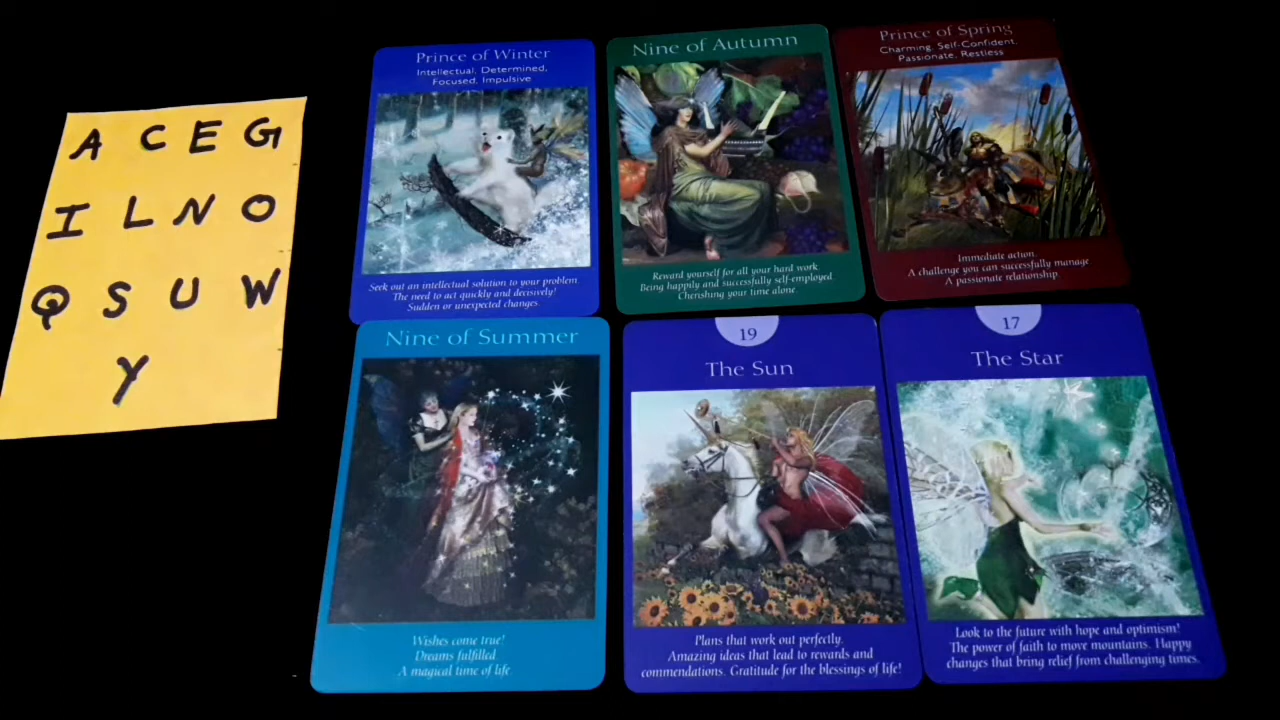 A C E G
I L N O
Q S U W
Y
Prince of Winter
Intellectual, Determined,
Focused, Impulsive
Seek out an intellectual solution to your problem
The need to act quickly and decisively!
Sudden or unexpected changes.
Nine of Autumn
Reward yourself for all your hard work.
Being happily and successfully self-employed
Cherishing your time alone.
Prince of Spring
Charming, Self-Confident,
Passionate, Restless
Immediate action.
A challenge you can successfully manage
A passionate relationship.
Nine of Summer
Wishes come true!
Dreams fulfilled.
A magical time of life.
19
The Sun
Plans that work out perfectly.
Amazing ideas that lead to rewards and
commendations. Gratitude for the blessings of life!
17
The Star
Look to the future with hope and optimism!
The power of faith to move mountains. Happy
changes that bring relief from challenging times.